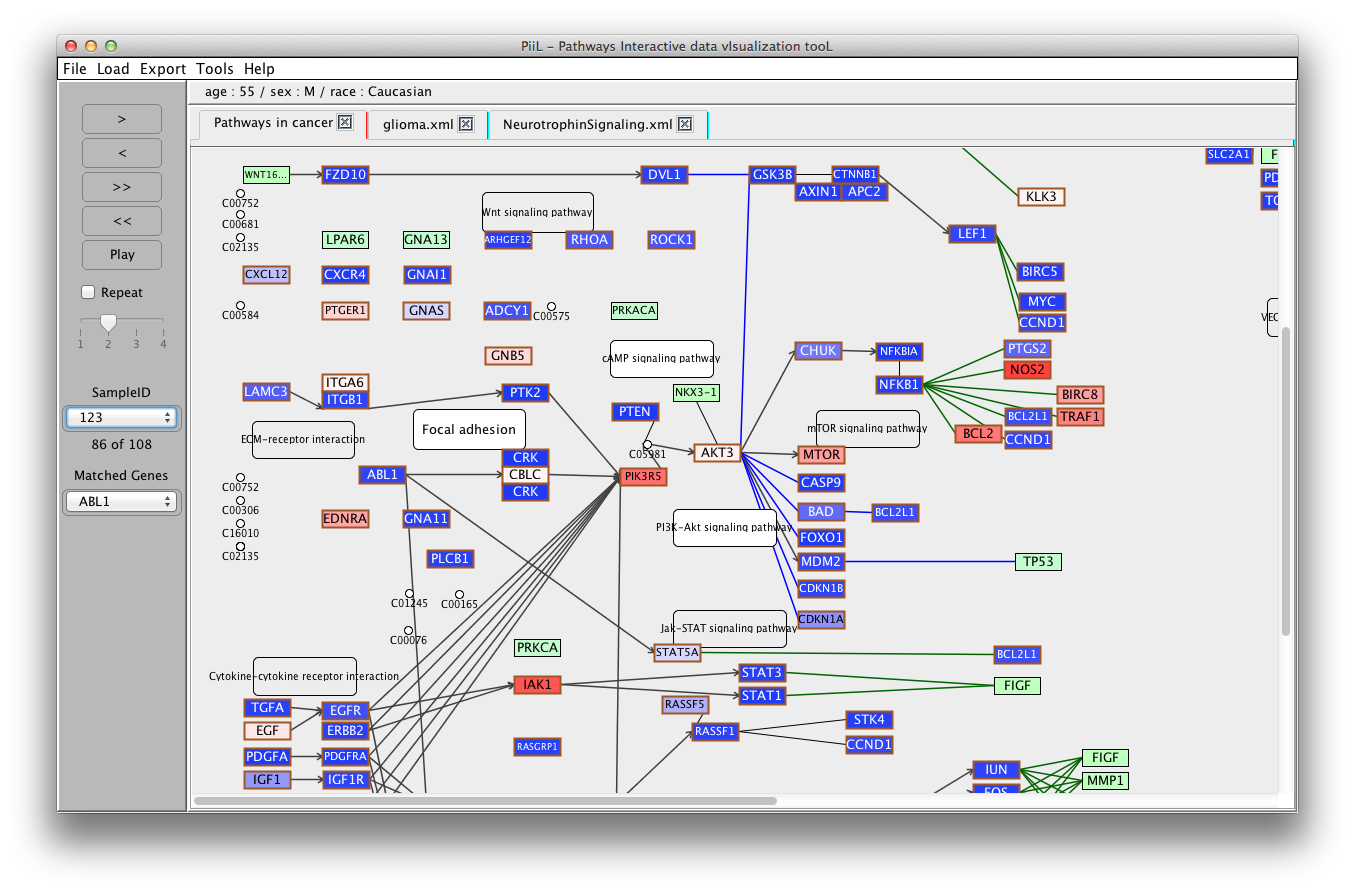 PiiL - Pathways Interactive data vIsualization tooL
File Load Export Tools Help
age : 55 / sex : M / race : Caucasian
>
<
>>
<<
Play
Repeat
1 2 3 4
SampleID
123
86 of 108
Matched Genes
ABL1
Pathways in cancer glioma.xml NeurotrophinSignaling.xml
SLC2A1
WNT16... FZD10 DVL1 GSK3B CTNNB1
AXIN1 APC2 KLK3
C00752
C00681
Wnt signaling pathway
LEF1
C02135 LPAR6 GNA13 ARHGEF12 RHOA ROCK1
CXCL12 CXCR4 GNAI1 BIRC5
MYC
C00584 PTGER1 GNAS ADCY1 C00575 PRKACA
CCND1
GNB5 cAMP signaling pathway CHUK NFKBIA PTGS2
NOS2
LAMC3 ITGA6 PTK2 NKX3-1 NFKB1 BIRC8
ITGB1
PTEN BCL2L1 TRAF1
ECM-receptor interaction Focal adhesion mTOR signaling pathway BCL2 CCND1
C05981 AKT3 MTOR
CRK
ABL1 CBLC PIK3R5 CASP9
CRK
C00752
C00306
EDNRA GNA11 BAD BCL2L1
C16010 PI3K-Akt signaling pathway
FOXO1
C02135 PLCB1 MDM2 TP53
CDKN1B
C01245 C00165
CDKN1A
C00076 Jak-STAT signaling pathway
PRKCA STAT5A BCL2L1
Cytokine-cytokine receptor interaction STAT3
JAK1 FIGF
STAT1
TGFA EGFR RASSF5
EGF ERBB2 RASSF1 STK4
RASGRP1 CCND1
PDGFA PDGFRA FIGF
IGF1 IGF1R JUN MMP1
FOS